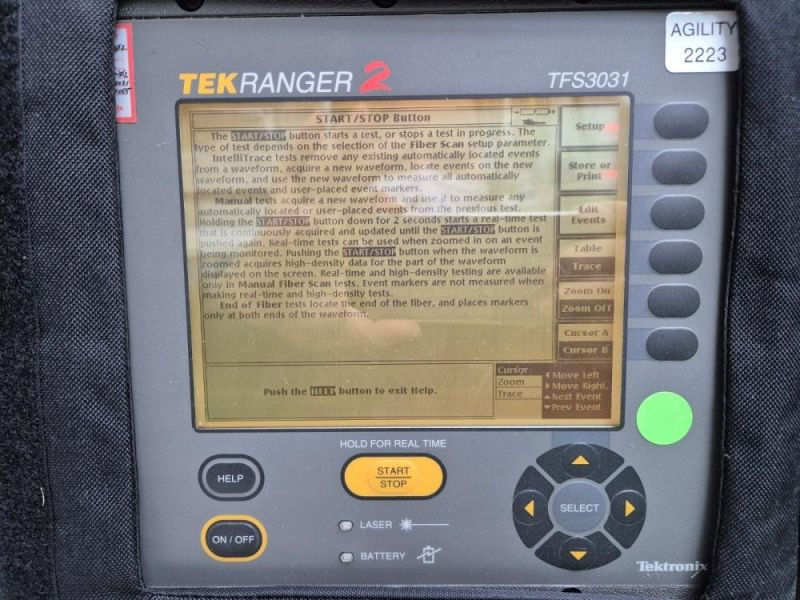 AGILITY
2223
TEKRANGER 2
TFS3031
START/STOP Button
The START/STOP button starts a test, or stops a test in progress. The
type of test depends on the selection of the Fiber Scan setup parameter.
IntelliTrace tests remove any existing automatically located events
from a waveform, acquire a new waveform, locate events on the new
waveform, and use the new waveform to measure all automatically
located events and user-placed event markers.
Manual tests acquire a new waveform and use it to measure any
automatically located or user-placed events from the previous test.
Holding the START/STOP button down for 2 seconds starts a real-time test
that is continuously acquired and updated until the START/STOP button is
pushed again. Real-time tests can be used when zoomed in on an event
being monitored. Pushing the START/STOP button when the waveform is
zoomed acquires high-density data for the part of the waveform
displayed on the screen. Real-time and high-density testing are available
only in Manual Fiber Scan tests. Event markers are not measured when
making real-time and high-density tests.
End of Fiber tests locate the end of the fiber, and places markers
only at both ends of the waveform.
Push the HELP button to exit Help.
Setup
Store or
Print
Edit
Events
Table
Trace
Zoom On
Zoom Off
Cursor A
Cursor B
Cursor
Zoom
Trace
Move Left
Move Right
Next Event
Prev Event
HOLD FOR REAL TIME
HELP
START
STOP
SELECT
ON / OFF
LASER
BATTERY
Tektronix